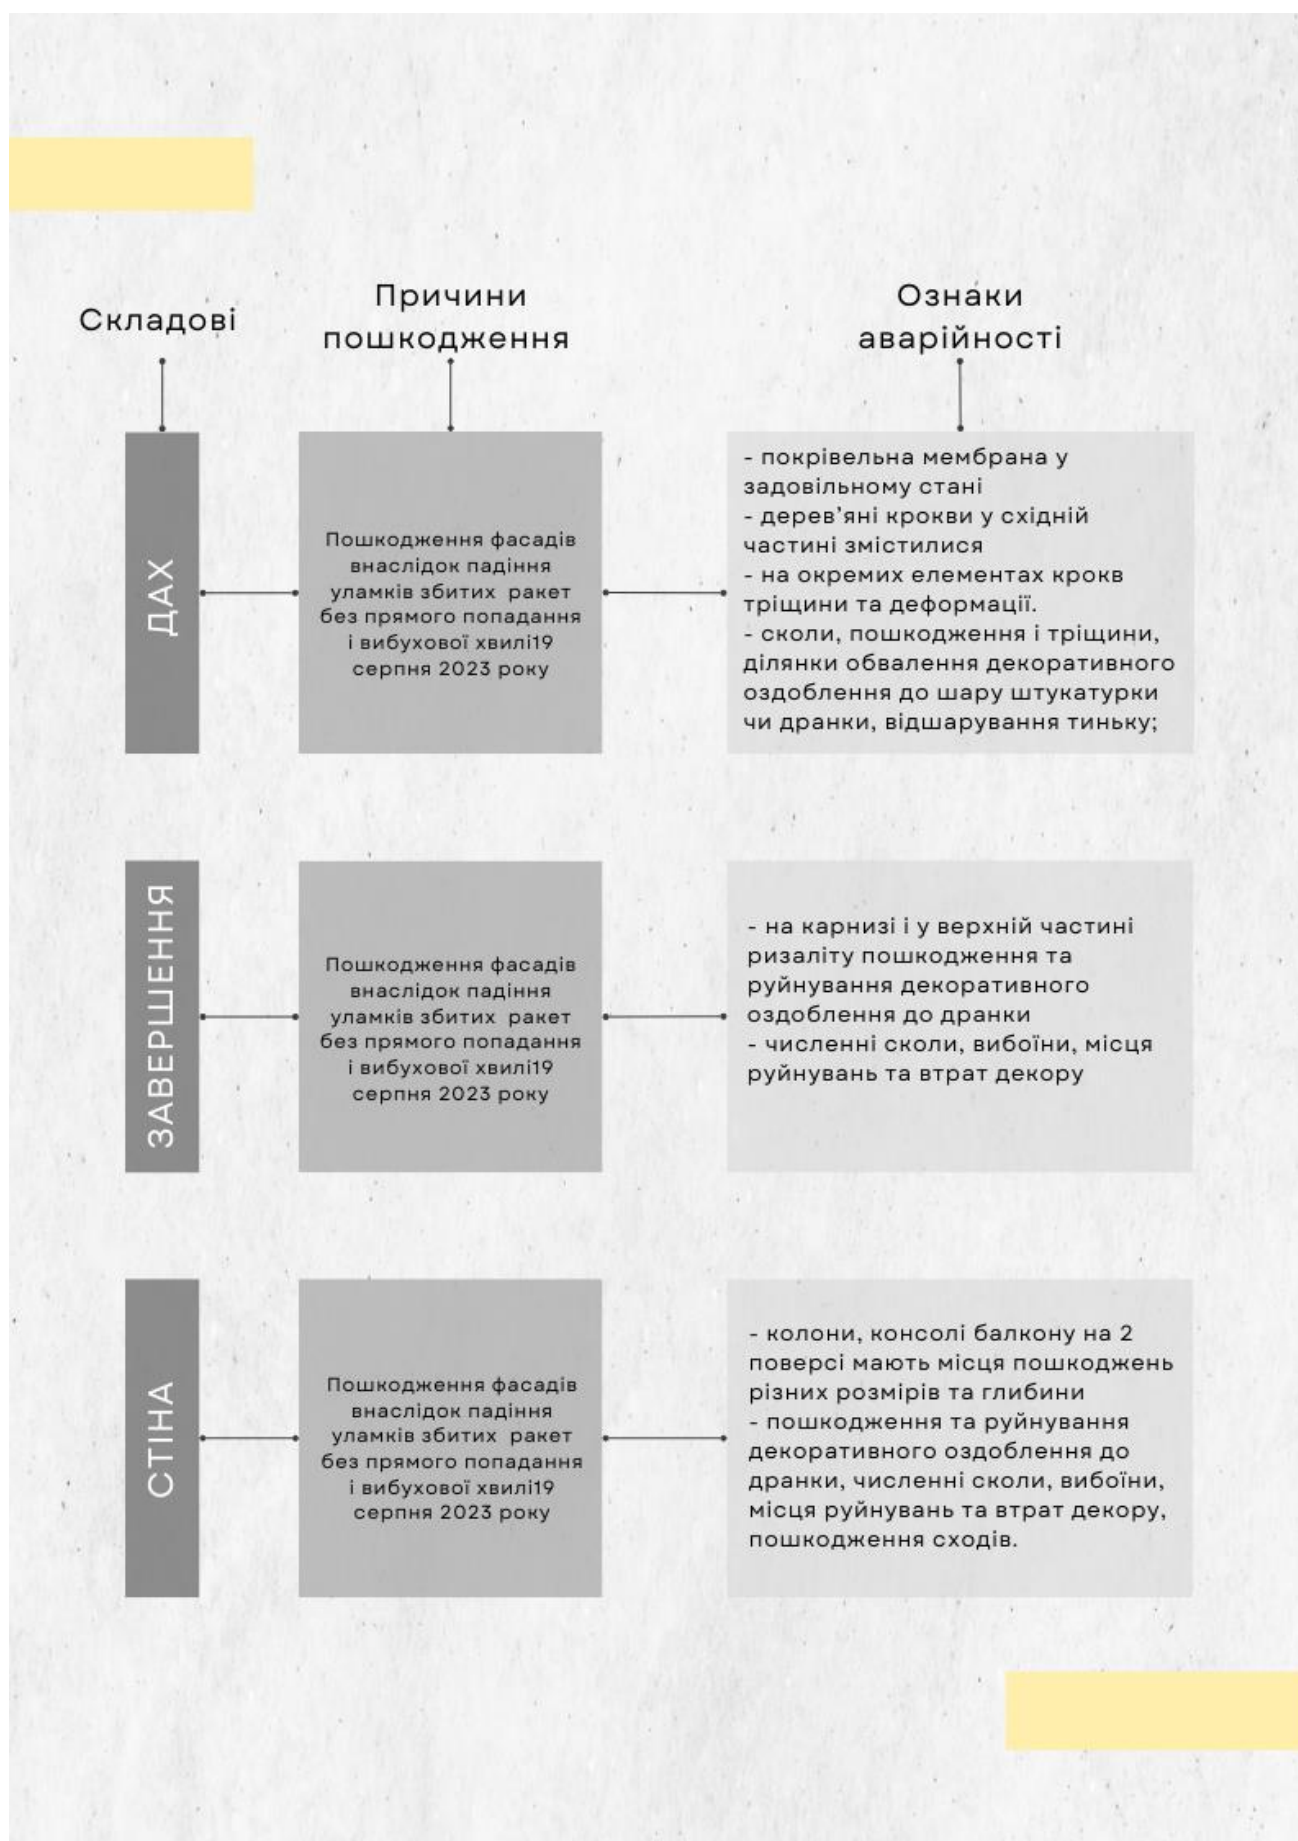 Складові
Причини
пошкодження
Ознаки
аварійності
ДАХ
Пошкодження фасадів
внаслідок падіння
уламків збитих ракет
без прямого попадання
і вибухової хвилі19
серпня 2023 року
- покрівельна мембрана у
задовільному стані
- дерев’яні крокви у східній
частині змістилися
- на окремих елементах крокв
тріщини та деформації.
- сколи, пошкодження і тріщини,
ділянки обвалення декоративного
оздоблення до шару штукатурки
чи дранки, відшарування тиньку;
ЗАВЕРШЕННЯ
Пошкодження фасадів
внаслідок падіння
уламків збитих ракет
без прямого попадання
і вибухової хвилі19
серпня 2023 року
- на карнизі і у верхній частині
ризаліту пошкодження та
руйнування декоративного
оздоблення до дранки
- численні сколи, вибоїни, місця
руйнувань та втрат декору
СТІНА
Пошкодження фасадів
внаслідок падіння
уламків збитих ракет
без прямого попадання
і вибухової хвилі19
серпня 2023 року
- колони, консолі балкону на 2
поверсі мають місця пошкоджень
різних розмірів та глибини
- пошкодження та руйнування
декоративного оздоблення до
дранки, численні сколи, вибоїни,
місця руйнувань та втрат декору,
пошкодження сходів.